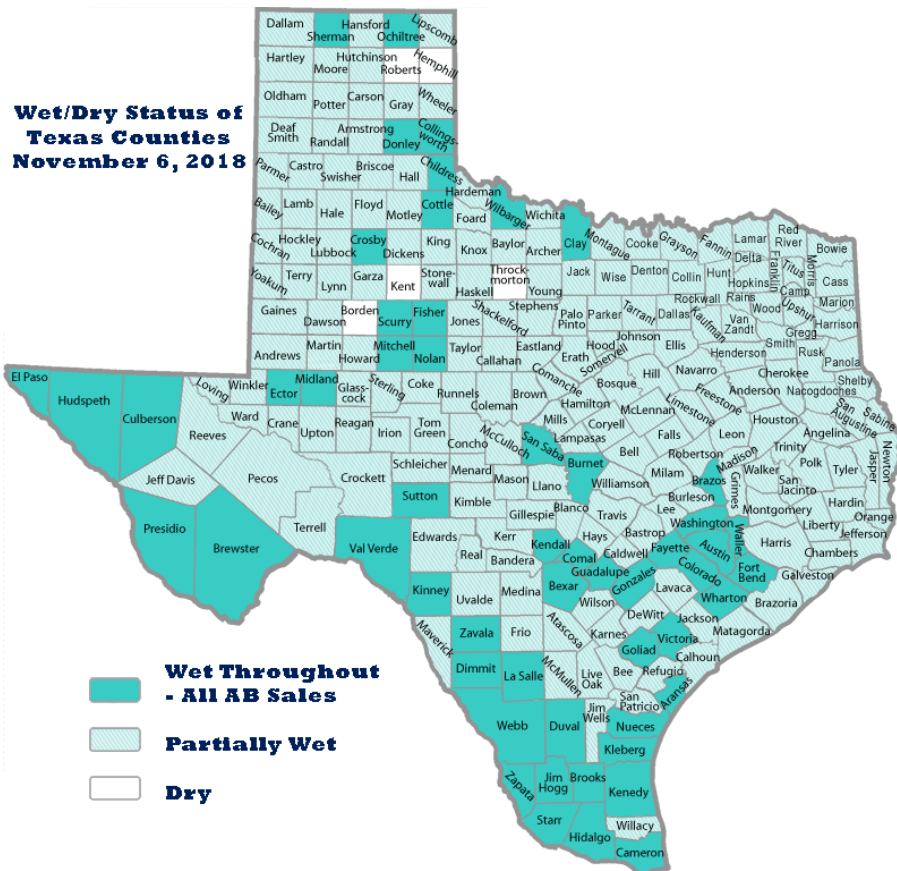 Wet/Dry Status of
Texas Counties
November 6, 2018
Dallam
Sherman
Hansford
Ochiltree
Lipscomb
Hartley
Moore
Hutchinson
Roberts
Hemphill
Oldham
Potter
Carson
Gray
Wheeler
Deaf
Smith
Randall
Armstrong
Donley
Collings-
worth
Parmer
Castro
Swisher
Briscoe
Hall
Childress
Hardeman
Bailey
Lamb
Hale
Floyd
Motley
Cottle
Foard
Wilbarger
Wichita
Clay
Montague
Cooke
Grayson
Fannin
Lamar
Red
River
Bowie
Cochran
Hockley
Lubbock
Crosby
Dickens
King
Knox
Baylor
Archer
Jack
Wise
Denton
Collin
Hunt
Delta
Hopkins
Franklin
Titus
Morris
Camp
Cass
Yoakum
Terry
Lynn
Garza
Kent
Stone-
wall
Haskell
Throck-
morton
Young
Rockwall
Rains
Wood
Upshur
Marion
Gaines
Dawson
Borden
Scurry
Fisher
Jones
Shackelford
Stephens
Palo
Pinto
Parker
Tarrant
Dallas
Kaufman
Van
Zandt
Gregg
Harrison
Andrews
Martin
Howard
Mitchell
Nolan
Taylor
Callahan
Eastland
Erath
Hood
Somervell
Johnson
Ellis
Henderson
Smith
Rusk
Panola
El Paso
Hudspeth
Culberson
Loving
Winkler
Ector
Midland
Glass-
cock
Sterling
Coke
Runnels
Coleman
Brown
Comanche
Hamilton
Bosque
Hill
Navarro
Freestone
Anderson
Cherokee
Nacogdoches
Shelby
Reeves
Ward
Crane
Upton
Reagan
Irion
Tom
Green
Concho
McCulloch
San Saba
Mills
Lampasas
Coryell
McLennan
Limestone
Falls
Leon
Houston
Angelina
San
Augustine
Sabine
Jeff Davis
Pecos
Crockett
Schleicher
Menard
Mason
Llano
Burnet
Bell
Williamson
Milam
Robertson
Brazos
Madison
Grimes
Walker
Trinity
Polk
San
Jacinto
Tyler
Jasper
Newton
Presidio
Brewster
Terrell
Val Verde
Sutton
Kimble
Gillespie
Blanco
Travis
Lee
Burleson
Washington
Montgomery
Liberty
Hardin
Orange
Jefferson
Edwards
Kerr
Real
Bandera
Kendall
Hays
Comal
Caldwell
Bastrop
Fayette
Austin
Waller
Harris
Chambers
Kinney
Uvalde
Medina
Bexar
Guadalupe
Gonzales
Colorado
Fort
Bend
Galveston
Maverick
Zavala
Frio
Atascosa
Wilson
Karnes
DeWitt
Lavaca
Jackson
Wharton
Brazoria
Matagorda
Dimmit
La Salle
McMullen
Live
Oak
Bee
Goliad
Victoria
Refugio
Calhoun
Aransas
San
Patricio
Webb
Duval
Jim
Wells
Nueces
Kleberg
Zapata
Jim
Hogg
Brooks
Kenedy
Starr
Hidalgo
Willacy
Cameron
Wet Throughout
- All AB Sales
Partially Wet
Dry